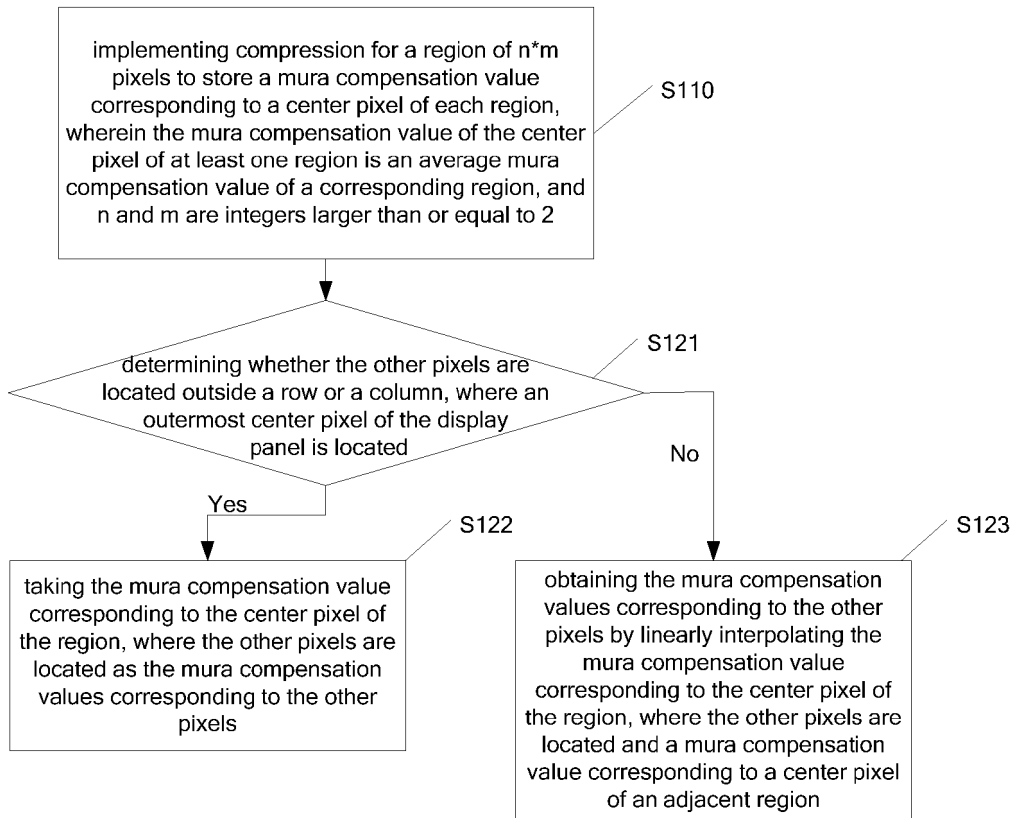 implementing compression for a region of n*m
pixels to store a mura compensation value
corresponding to a center pixel of each region,
wherein the mura compensation value of the center
pixel of at least one region is an average mura
compensation value of a corresponding region, and
n and m are integers larger than or equal to 2
S110
determining whether the other pixels are
located outside a row or a column, where an
outermost center pixel of the display
panel is located
S121
Yes
No
S122
taking the mura compensation value
corresponding to the center pixel of
the region, where the other pixels are
located as the mura compensation
values corresponding to the other
pixels
S123
obtaining the mura compensation
values corresponding to the other
pixels by linearly interpolating the
mura compensation value
corresponding to the center pixel of
the region, where the other pixels are
located and a mura compensation
value corresponding to a center pixel
of an adjacent region